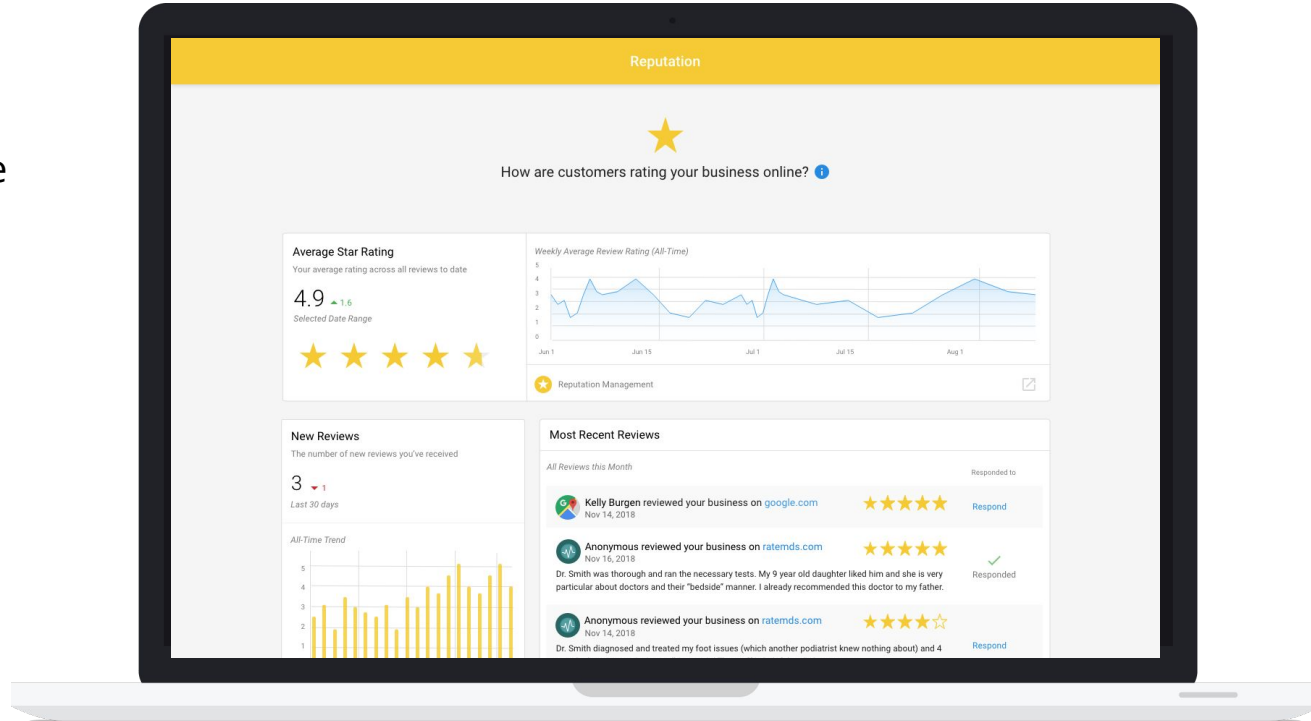 e
Reputation
How are customers rating your business online?
Average Star Rating
Your average rating across all reviews to date
4.9 1.6
Selected Date Range
Weekly Average Review Rating (All-Time)
5
4
3
2
1
0
Jun 1 Jun 15 Jul 1 Jul 15 Aug 1
Reputation Management
New Reviews
The number of new reviews you've received
3 1
Last 30 days
All-Time Trend
5
4
3
2
1
Most Recent Reviews
All Reviews this Month
Responded to
Kelly Burgen reviewed your business on google.com
Nov 14, 2018
Respond
Anonymous reviewed your business on ratemds.com
Nov 16, 2018
Dr. Smith was thorough and ran the necessary tests. My 9 year old daughter liked him and she is very
particular about doctors and their "bedside" manner. I already recommended this doctor to my father.
Responded
Anonymous reviewed your business on ratemds.com
Nov 14, 2018
Dr. Smith diagnosed and treated my foot issues (which another podiatrist knew nothing about) and 4
Respond